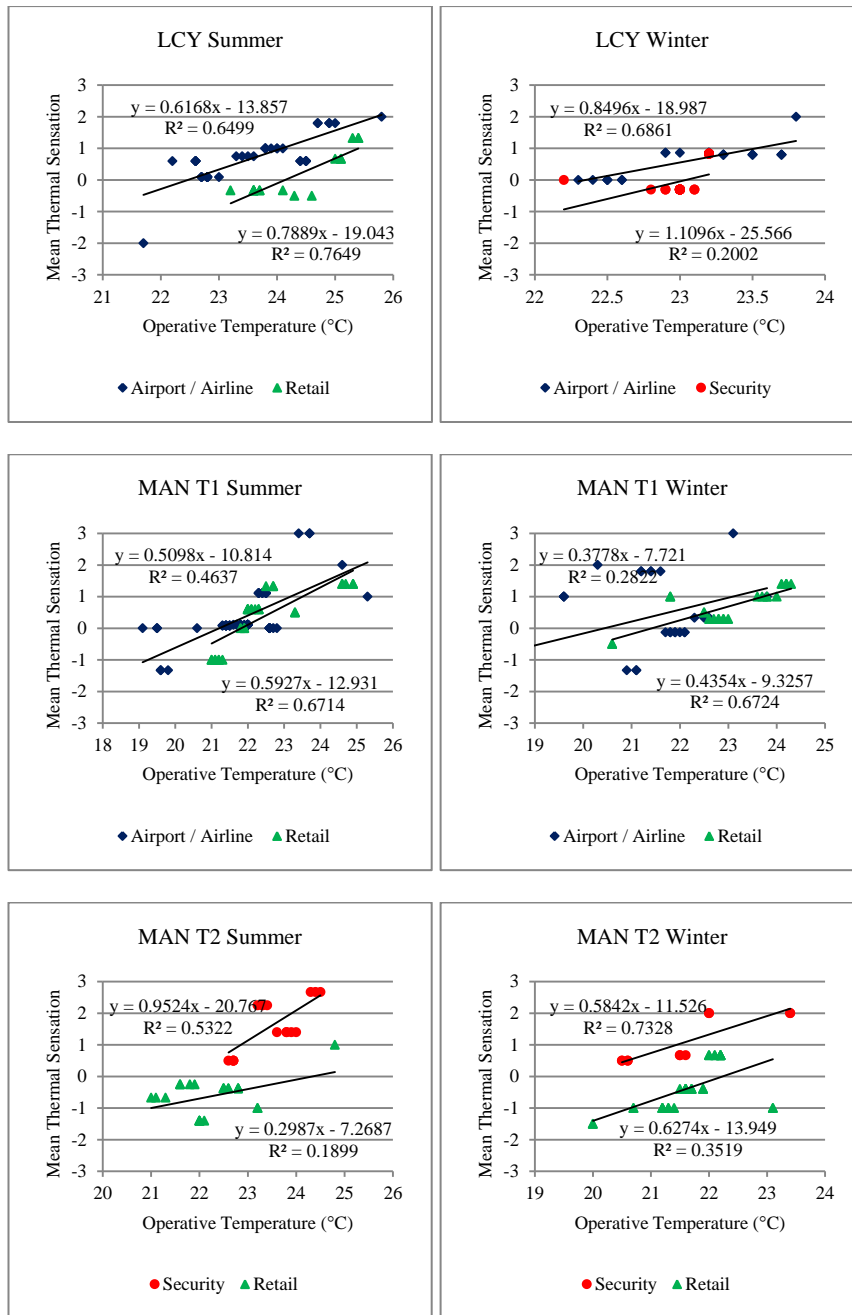 LCY Summer
Mean Thermal Sensation
3
2
1
0
-1
-2
-3
y = 0.6168x - 13.857
R² = 0.6499
y = 0.7889x - 19.043
R² = 0.7649
21 22 23 24 25 26
Operative Temperature (°C)
Airport / Airline Retail
LCY Winter
Mean Thermal Sensation
3
2
1
0
-1
-2
-3
y = 0.8496x - 18.987
R² = 0.6861
y = 1.1096x - 25.566
R² = 0.2002
22 22.5 23 23.5 24
Operative Temperature (°C)
Airport / Airline Security
MAN T1 Summer
Mean Thermal Sensation
3
2
1
0
-1
-2
-3
y = 0.5098x - 10.814
R² = 0.4637
y = 0.5927x - 12.931
R² = 0.6714
18 19 20 21 22 23 24 25 26
Operative Temperature (°C)
Airport / Airline Retail
MAN T1 Winter
Mean Thermal Sensation
3
2
1
0
-1
-2
-3
y = 0.3778x - 7.721
R² = 0.2822
y = 0.4354x - 9.3257
R² = 0.6724
19 20 21 22 23 24 25
Operative Temperature (°C)
Airport / Airline Retail
MAN T2 Summer
Mean Thermal Sensation
3
2
1
0
-1
-2
-3
y = 0.9524x - 20.767
R² = 0.5322
y = 0.2987x - 7.2687
R² = 0.1899
20 21 22 23 24 25 26
Operative Temperature (°C)
Security Retail
MAN T2 Winter
Mean Thermal Sensation
3
2
1
0
-1
-2
-3
y = 0.5842x - 11.526
R² = 0.7328
y = 0.6274x - 13.949
R² = 0.3519
19 20 21 22 23 24
Operative Temperature (°C)
Security Retail